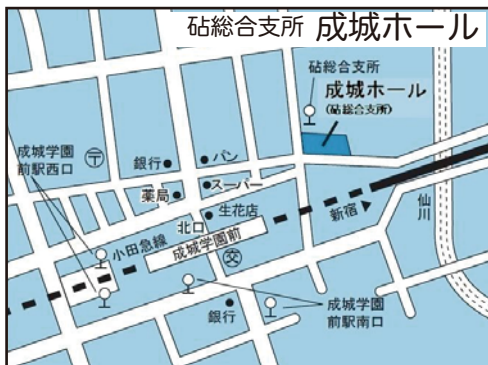 砧総合支所 成城ホール
砧総合支所
成城ホール
(砧総合支所)
成城学園
前駅西口
〒
銀行
パン
薬局
スーパー
生花店
北口
小田急線
成城学園前
交
新宿
仙川
銀行
成城学園
前駅南口